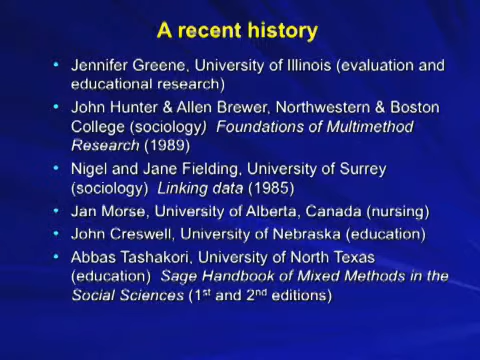 A recent history
• Jennifer Greene, University of Illinois (evaluation and
educational research)
• John Hunter & Allen Brewer, Northwestern & Boston
College (sociology) Foundations of Multimethod
Research (1989)
• Nigel and Jane Fielding, University of Surrey
(sociology) Linking data (1985)
• Jan Morse, University of Alberta, Canada (nursing)
• John Creswell, University of Nebraska (education)
• Abbas Tashakori, University of North Texas
(education) Sage Handbook of Mixed Methods in the
Social Sciences (1st and 2nd editions)